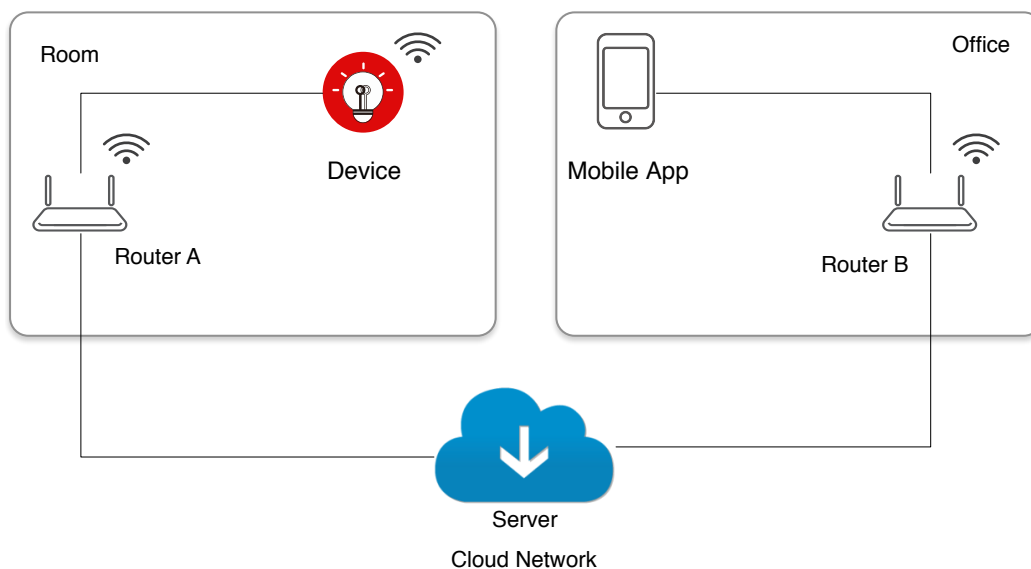 Room
Office
Device
Mobile App
Router A
Router B
Server
Cloud Network